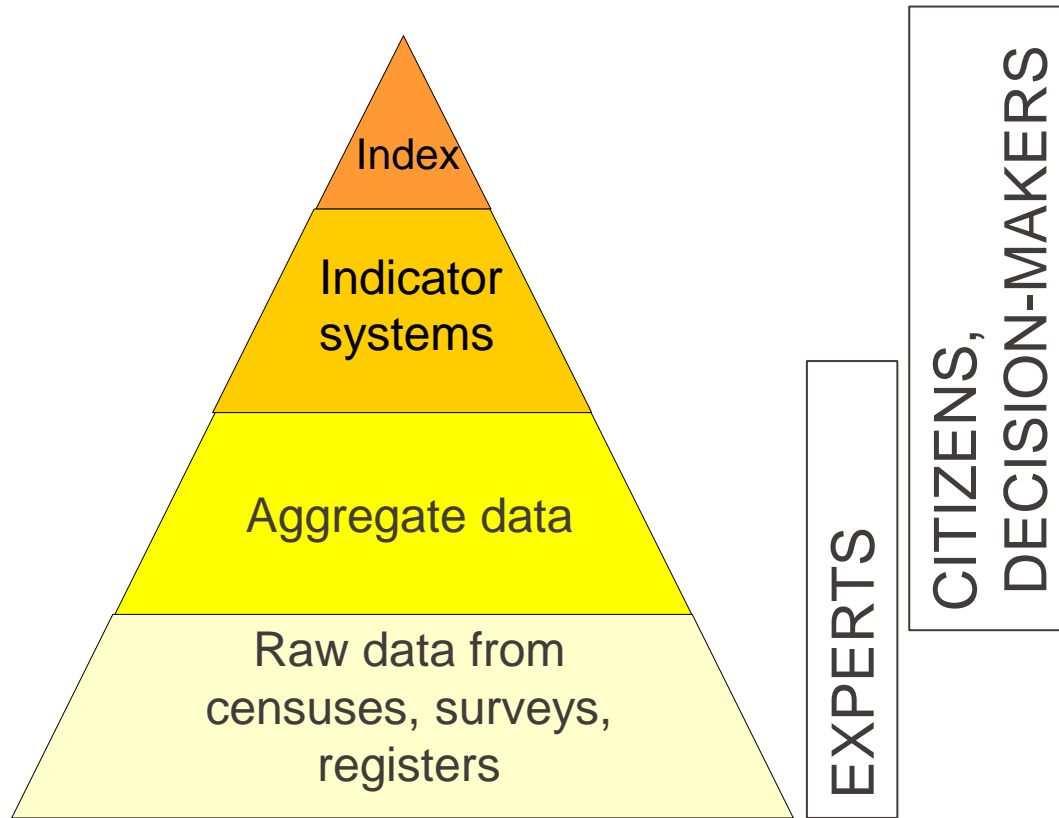 Index
Indicator
systems
Aggregate data
Raw data from
censuses, surveys,
registers
EXPERTS
CITIZENS,
DECISION-MAKERS